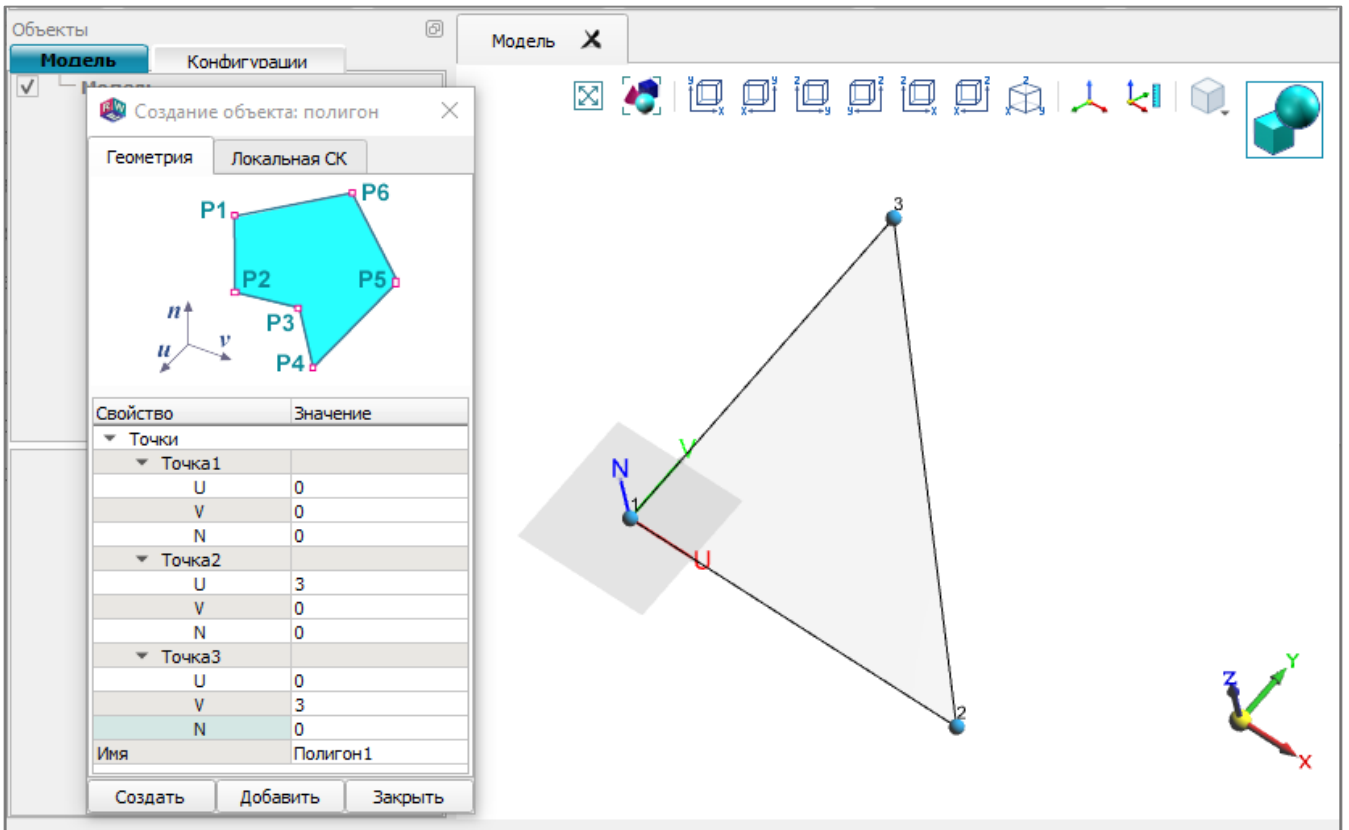 Объекты
Модель
Конфигурации
Модель
Создание объекта: полигон
Геометрия
Локальная СК
P1
P6
P2
P5
P3
P4
n
u
v
Свойство Значение
Точки
Точка1
U 0
V 0
N 0
Точка2
U 3
V 0
N 0
Точка3
U 0
V 3
N 0
Имя Полигон1
Создать Добавить Закрыть
Модель
3
V
N
1
U
2
Y
Z
X